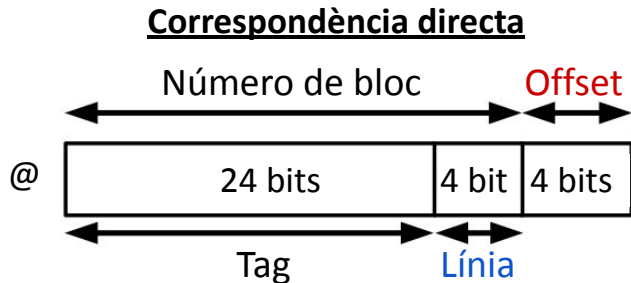 Correspondència directa
Número de bloc Offset
@ 24 bits 4 bit 4 bits
Tag Línia